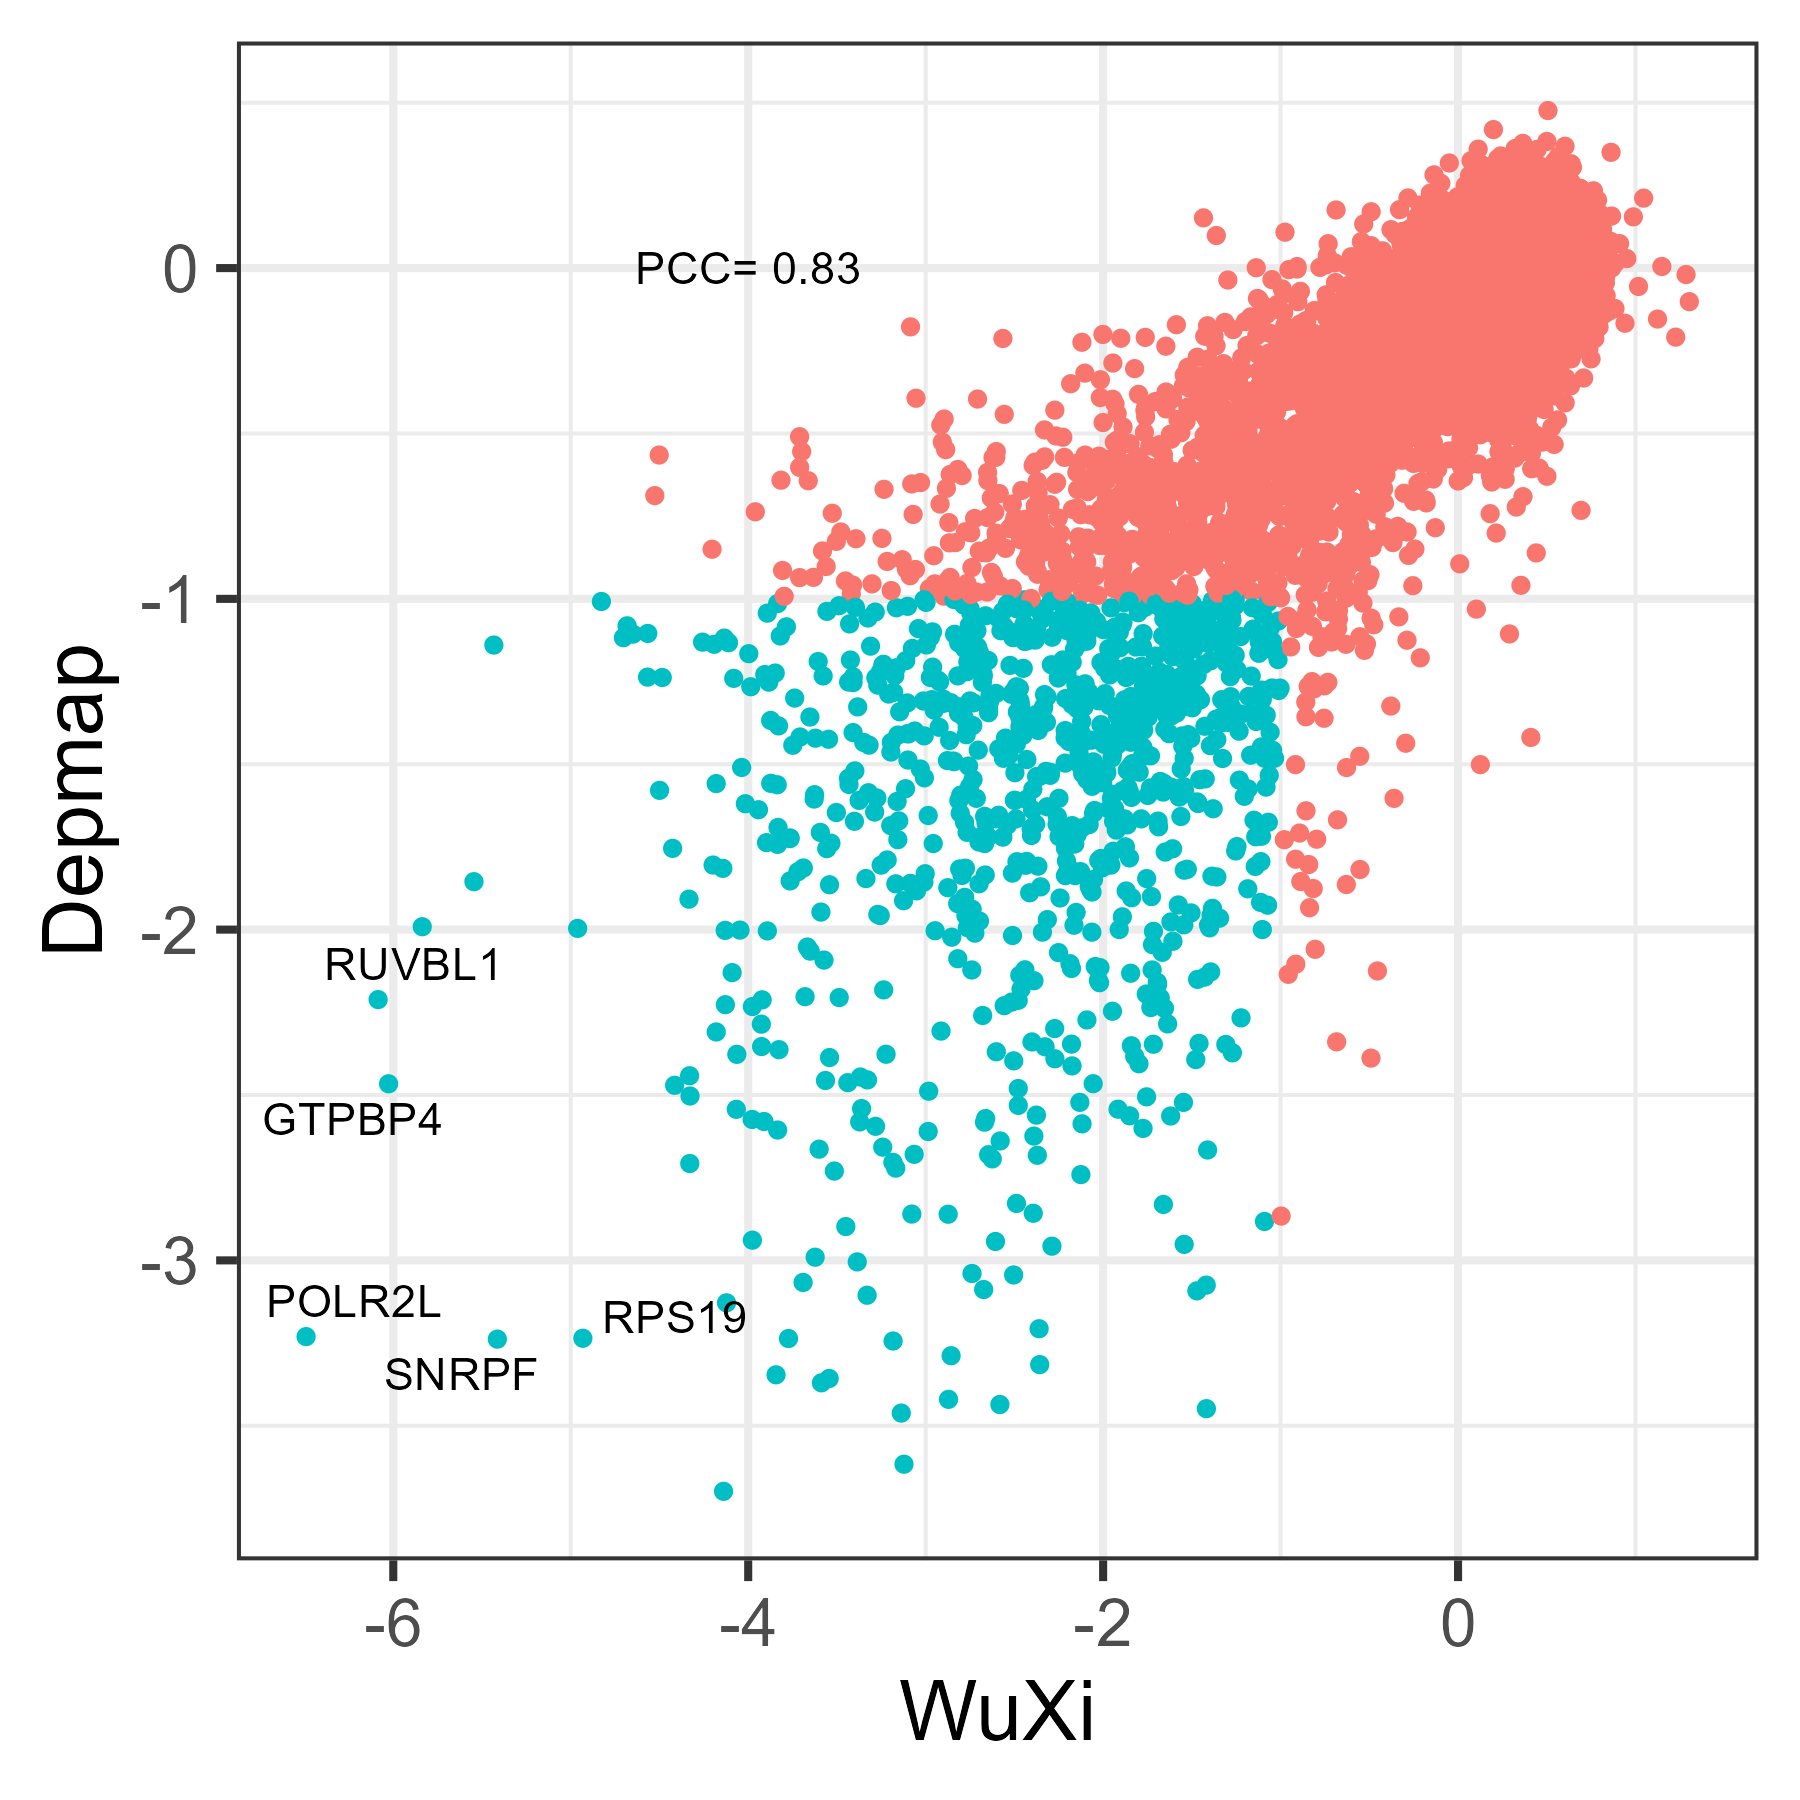 PCC= 0.83
RUVBL1
GTPBP4
POLR2L
RPS19
SNRPF
Depmap
0
-1
-2
-3
-6
-4
-2
0
WuXi